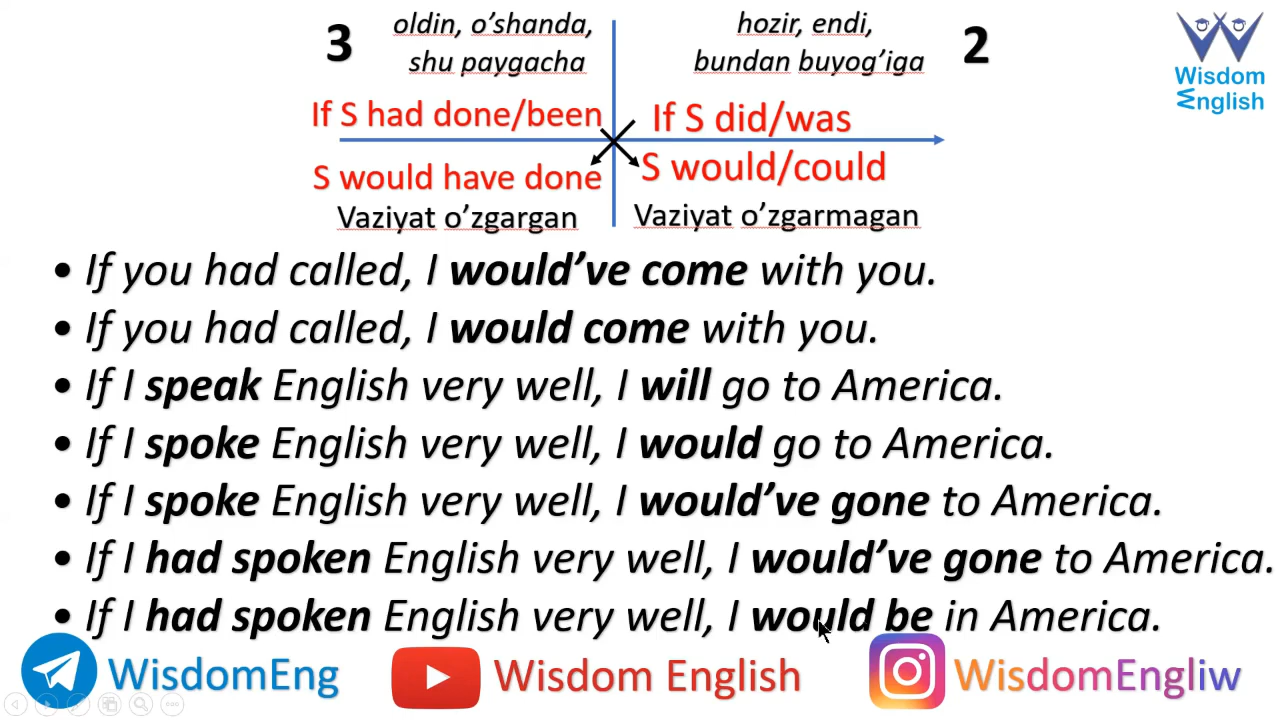 3
oldin, o’shanda,
shu paygacha
hozir, endi,
bundan buyog’iga
2
Wisdom
English
If S had done/been
If S did/was
S would have done
S would/could
Vaziyat o’zgargan
Vaziyat o’zgarmagan
• If you had called, I would’ve come with you.
• If you had called, I would come with you.
• If I speak English very well, I will go to America.
• If I spoke English very well, I would go to America.
• If I spoke English very well, I would’ve gone to America.
• If I had spoken English very well, I would’ve gone to America.
• If I had spoken English very well, I would be in America.
WisdomEng
Wisdom English
WisdomEngliw